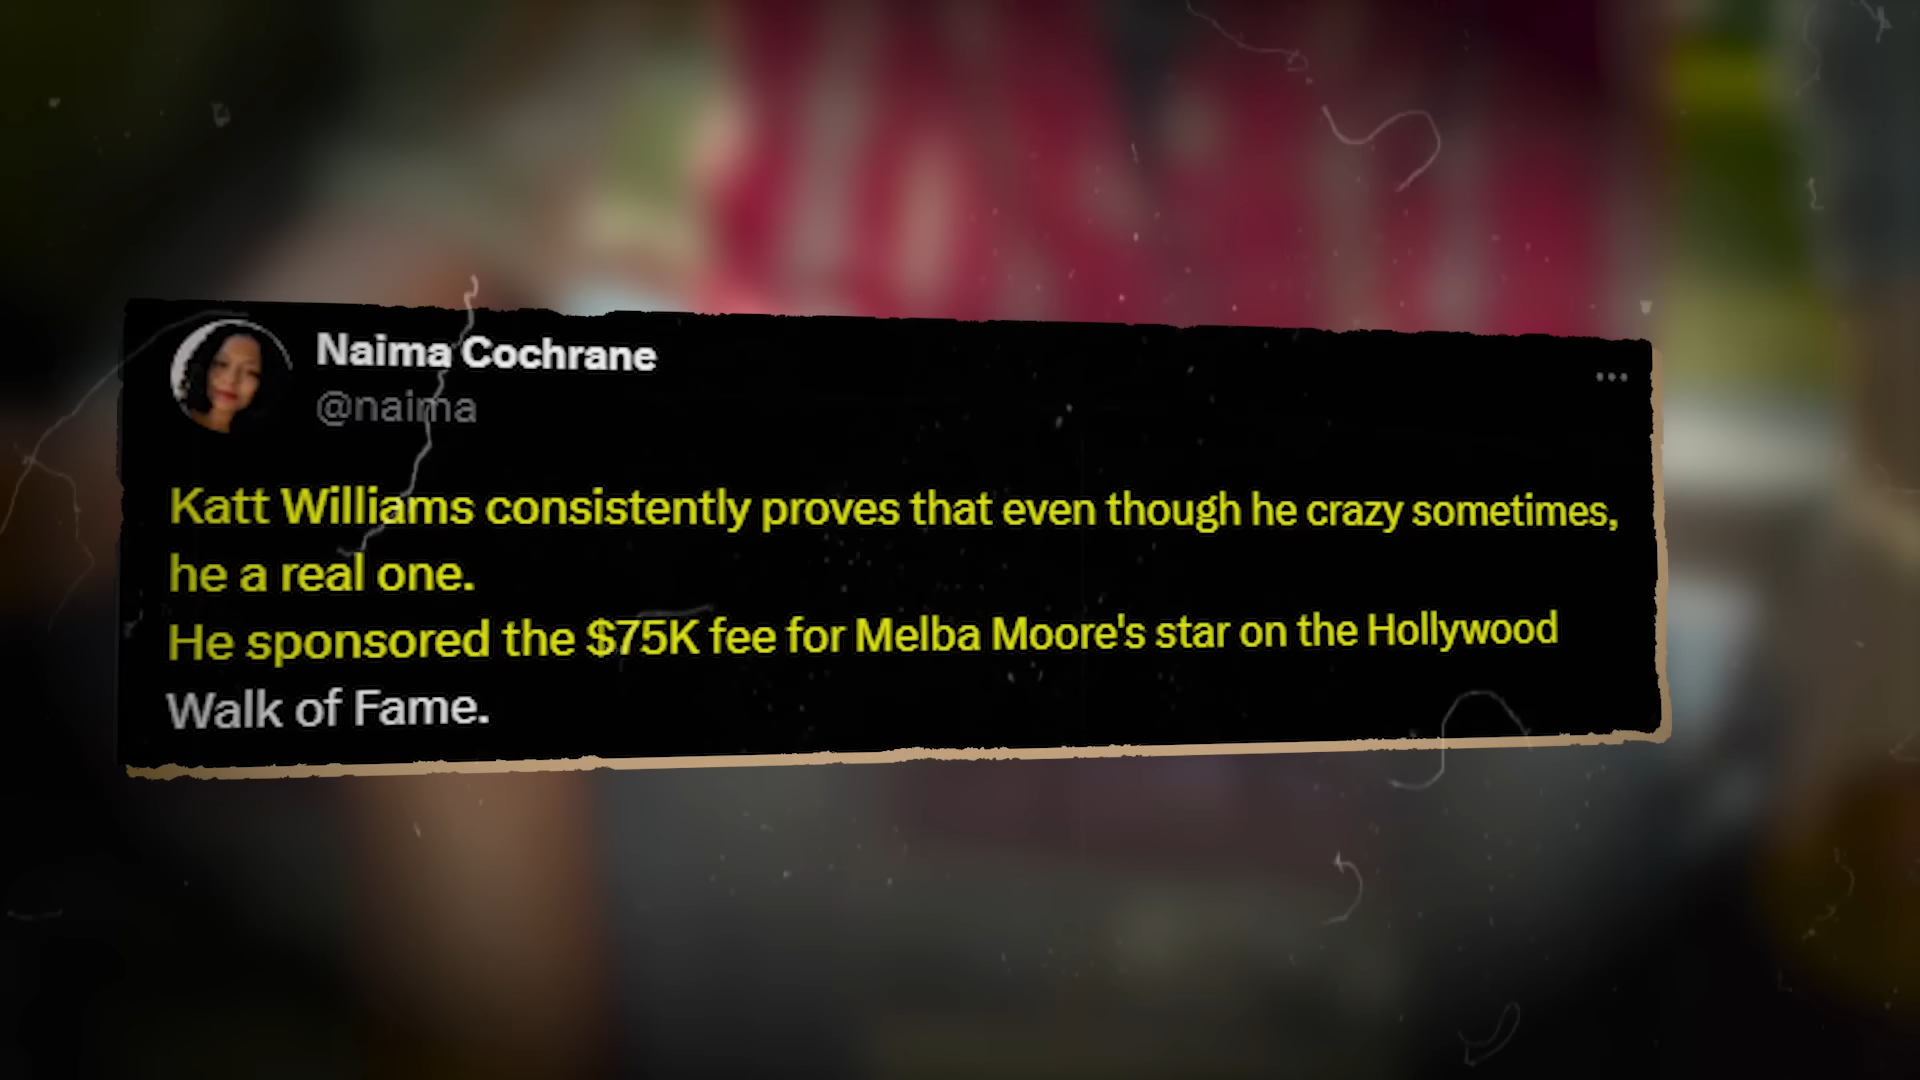 Naima Cochrane
@naima
Katt Williams consistently proves that even though he crazy sometimes,
he a real one.
He sponsored the $75K fee for Melba Moore's star on the Hollywood
Walk of Fame.